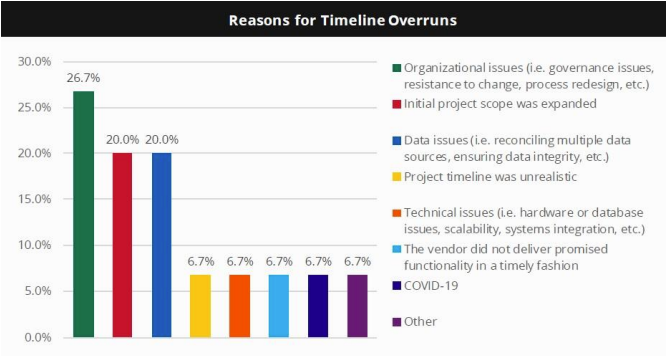 Reasons for Timeline Overruns
30.0%
25.0%
20.0%
15.0%
10.0%
5.0%
0.0%
26.7%
20.0%
20.0%
6.7%
6.7%
6.7%
6.7%
6.7%
Organizational issues (i.e. governance issues,
resistance to change, process redesign, etc.)
Initial project scope was expanded
Data issues (i.e. reconciling multiple data
sources, ensuring data integrity, etc.)
Project timeline was unrealistic
Technical issues (i.e. hardware or database
issues, scalability, systems integration, etc.)
The vendor did not deliver promised
functionality in a timely fashion
COVID-19
Other